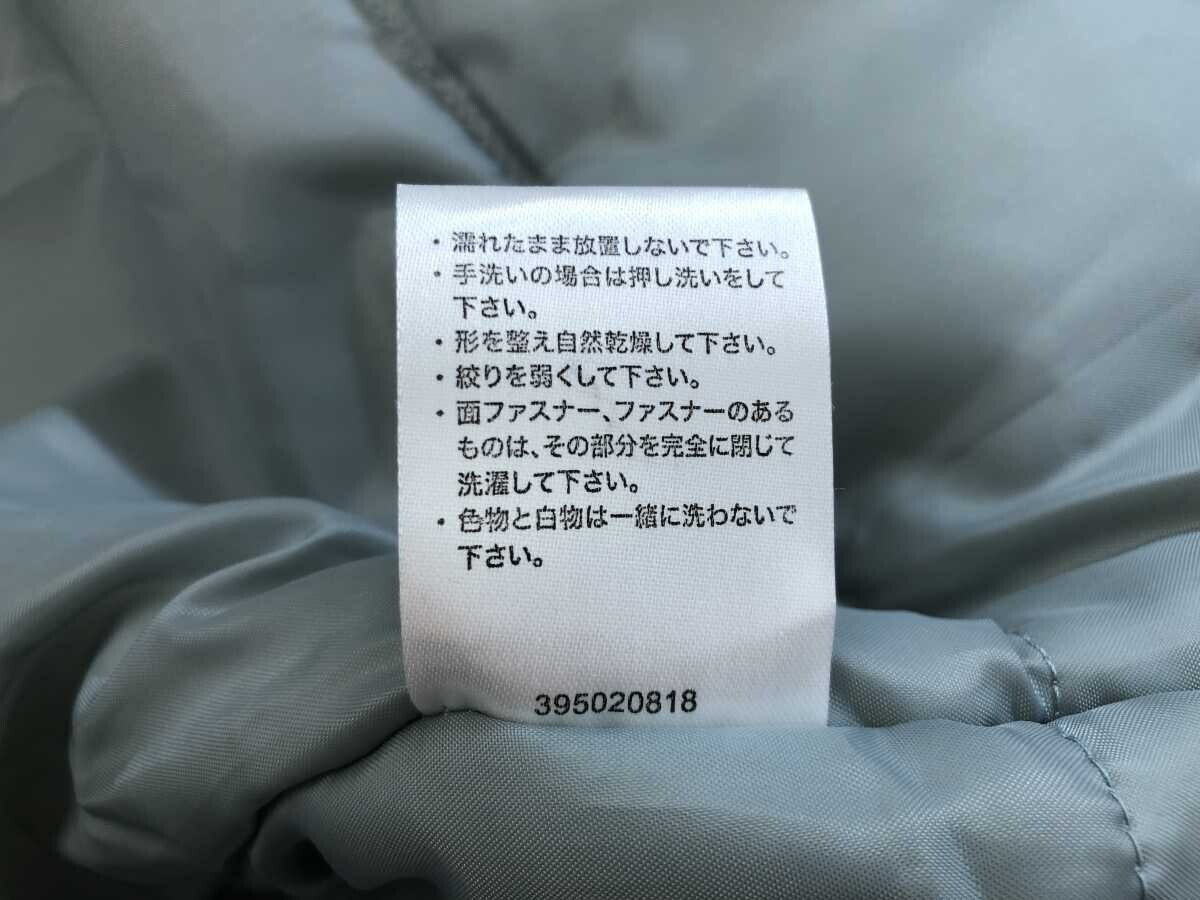 ・濡れたまま放置しないで下さい。
・手洗いの場合は押し洗いをして
下さい。
・形を整え自然乾燥して下さい。
・絞りを弱くして下さい。
・面ファスナー、ファスナーのある
ものは、その部分を完全に閉じて
洗濯して下さい。
・色物と白物は一緒に洗わないで
下さい。
395020818